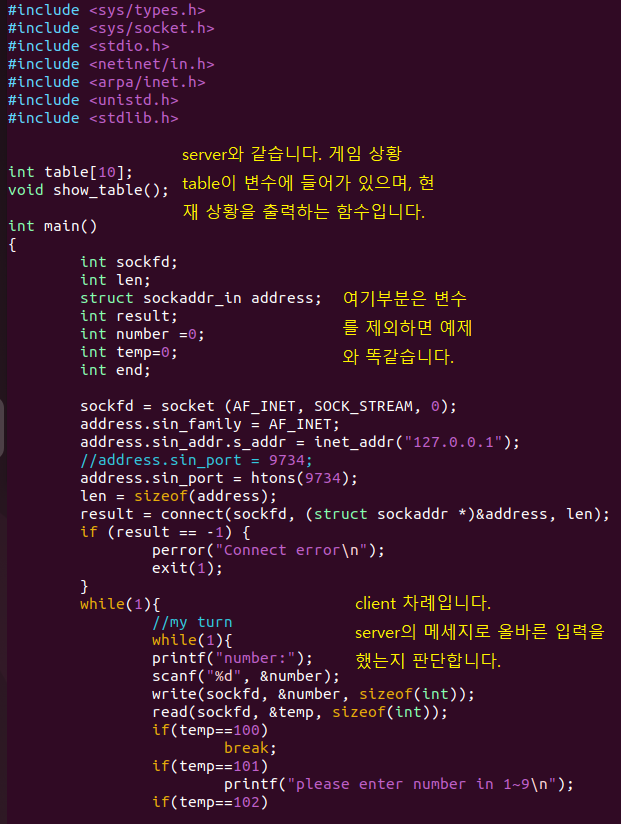 #include <sys/types.h>
#include <sys/socket.h>
#include <stdio.h>
#include <netinet/in.h>
#include <arpa/inet.h>
#include <unistd.h>
#include <stdlib.h>
server와 같습니다. 게임 상황
table이 변수에 들어가 있으며, 현
재 상황을 출력하는 함수입니다.
int table[10];
void show_table();
int main()
{
int sockfd;
int len;
struct sockaddr_in address;
int result;
int number =0;
int temp=0;
int end;
여기부분은 변수
를 제외하면 예제
와 똑같습니다.
sockfd = socket (AF_INET, SOCK_STREAM, 0);
address.sin_family = AF_INET;
address.sin_addr.s_addr = inet_addr("127.0.0.1");
//address.sin_port = 9734;
address.sin_port = htons(9734);
len = sizeof(address);
result = connect(sockfd, (struct sockaddr *)&address, len);
if (result == -1) {
perror("Connect error\n");
exit(1);
}
while(1){
//my turn
while(1){
printf("number:");
scanf("%d", &number);
write(sockfd, &number, sizeof(int));
read(sockfd, &temp, sizeof(int));
if(temp==100)
break;
if(temp==101)
printf("please enter number in 1~9\n");
if(temp==102)
client 차례입니다.
server의 메세지로 올바른 입력을
했는지 판단합니다.